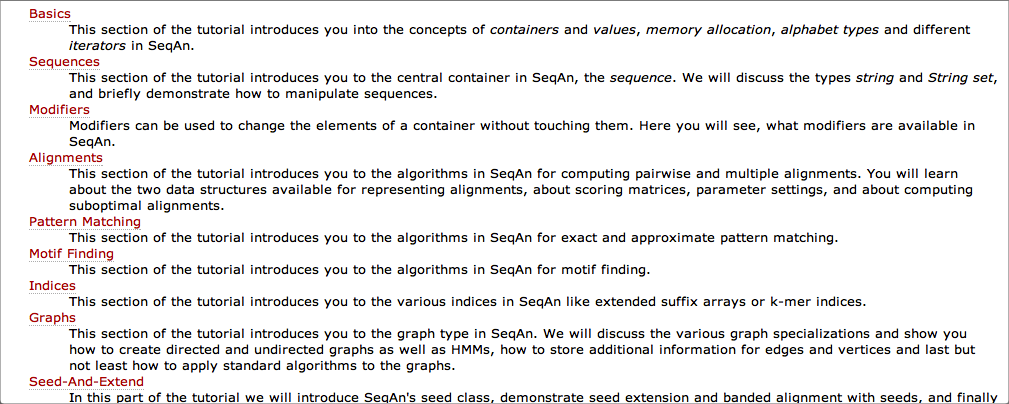 Basics
This section of the tutorial introduces you into the concepts of containers and values, memory allocation, alphabet types and different
iterators in SeqAn.
Sequences
This section of the tutorial introduces you to the central container in SeqAn, the sequence. We will discuss the types string and String set,
and briefly demonstrate how to manipulate sequences.
Modifiers
Modifiers can be used to change the elements of a container without touching them. Here you will see, what modifiers are available in
SeqAn.
Alignments
This section of the tutorial introduces you to the algorithms in SeqAn for computing pairwise and multiple alignments. You will learn
about the two data structures available for representing alignments, about scoring matrices, parameter settings, and about computing
suboptimal alignments.
Pattern Matching
This section of the tutorial introduces you to the algorithms in SeqAn for exact and approximate pattern matching.
Motif Finding
This section of the tutorial introduces you to the algorithms in SeqAn for motif finding.
Indices
This section of the tutorial introduces you to the various indices in SeqAn like extended suffix arrays or k-mer indices.
Graphs
This section of the tutorial introduces you to the graph type in SeqAn. We will discuss the various graph specializations and show you
how to create directed and undirected graphs as well as HMMs, how to store additional information for edges and vertices and last but
not least how to apply standard algorithms to the graphs.
Seed-And-Extend
In this part of the tutorial we will introduce SeqAn's seed class, demonstrate seed extension and banded alignment with seeds, and finally